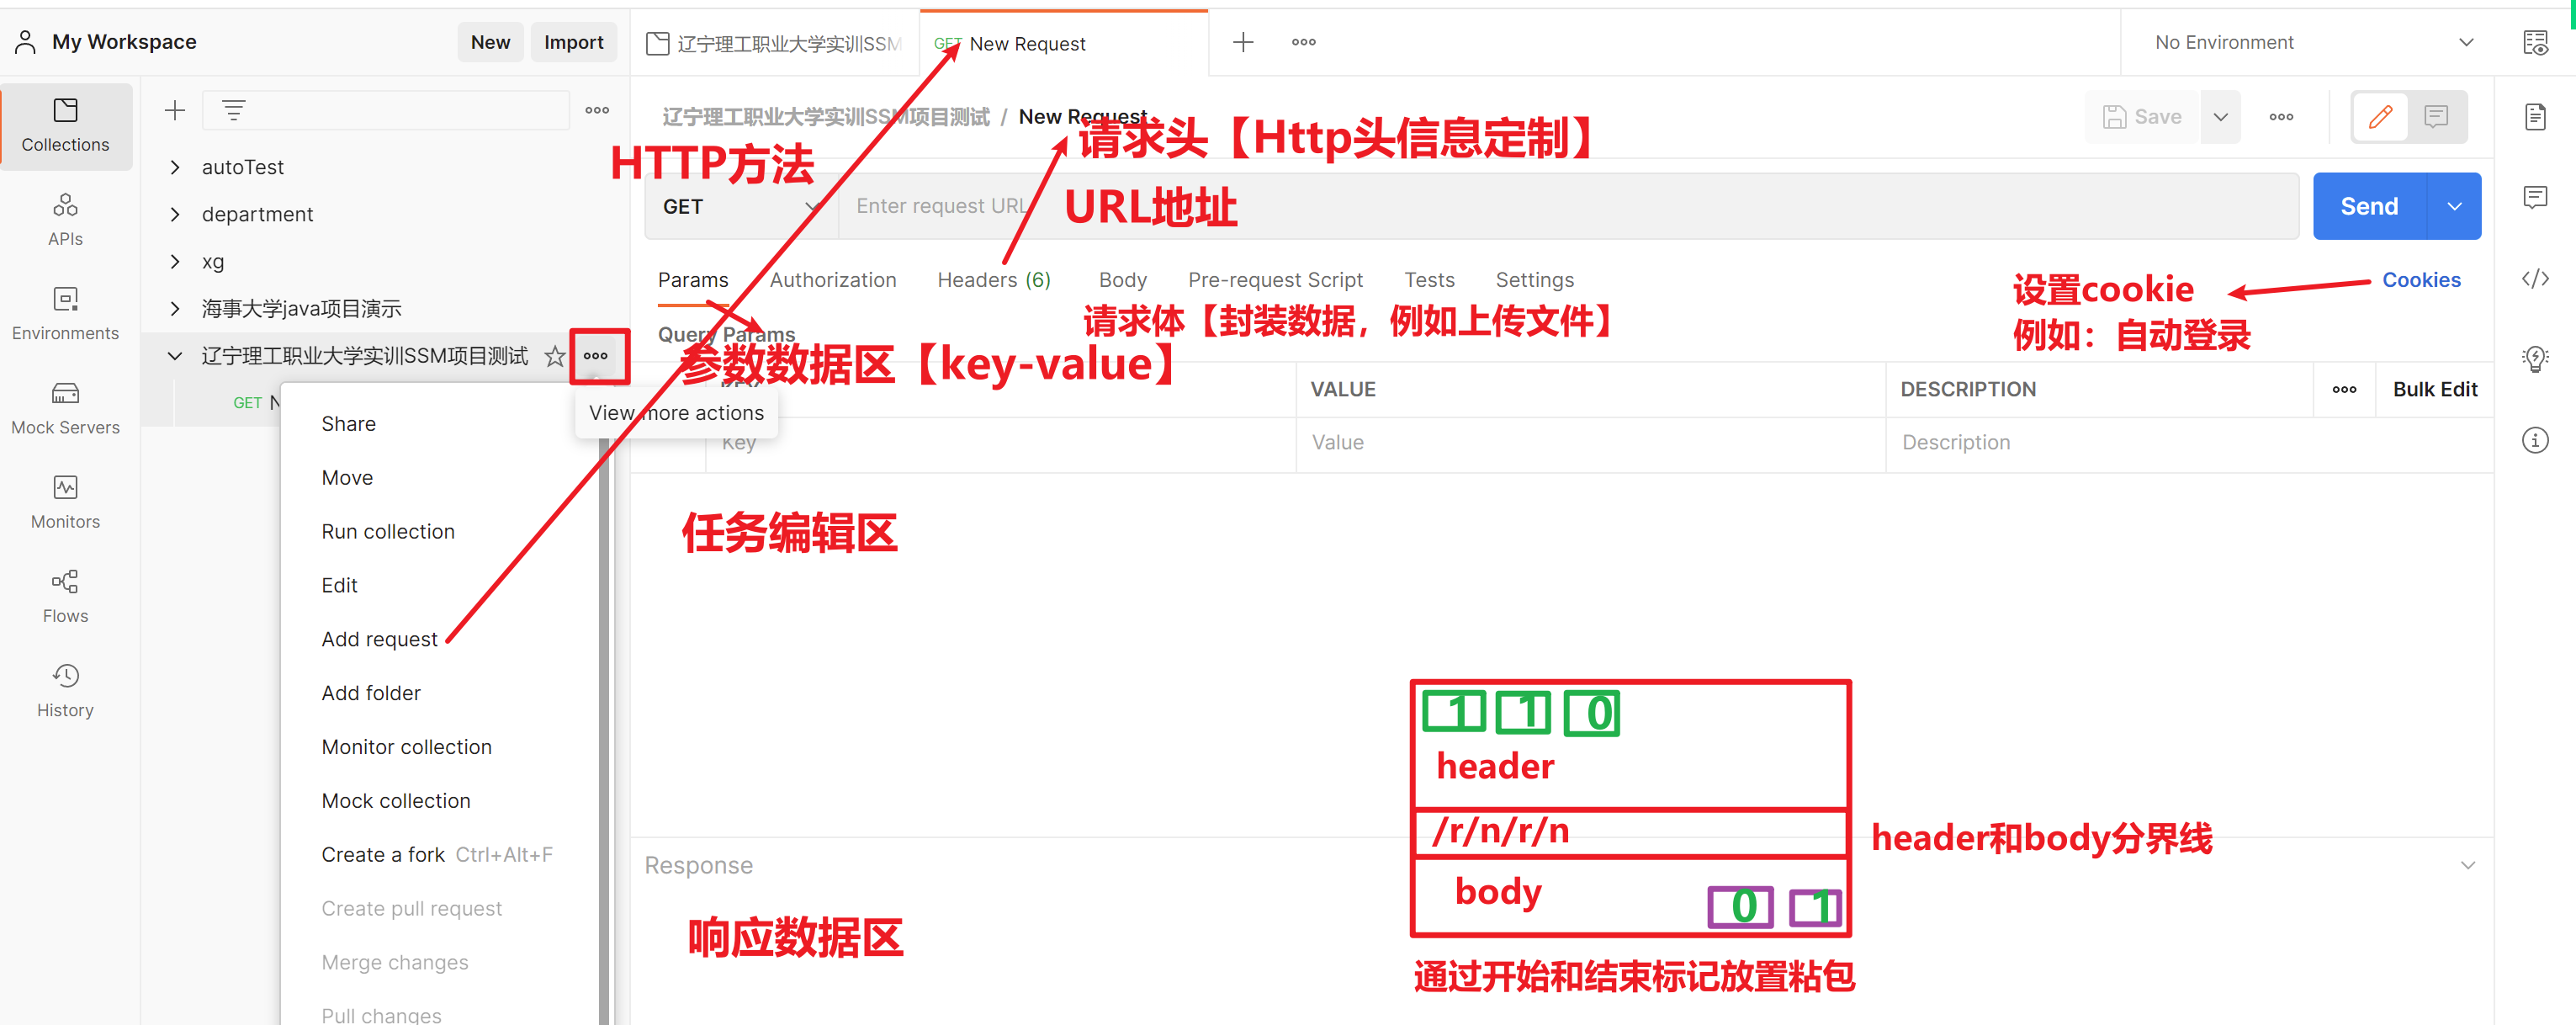 My Workspace
New
Import
辽宁理工职业大学实训SSM
GET New Request
No Environment
Collections
APIs
Environments
Mock Servers
Monitors
Flows
History
autoTest
department
xg
海事大学java项目演示
辽宁理工职业大学实训SSM项目测试
GET N
View more actions
Share
Move
Run collection
Edit
Add request
Add folder
Monitor collection
Mock collection
Create a fork Ctrl+Alt+F
Create pull request
Merge changes
Pull changes
辽宁理工职业大学实训SSM项目测试 / New Request
Save
HTTP方法
请求头【Http头信息定制】
GET
Enter request URL
URL地址
Send
Params
Authorization
Headers (6)
Body
Pre-request Script
Tests
Settings
Cookies
设置cookie
例如：自动登录
请求体【封装数据，例如上传文件】
Query Params
参数数据区【key-value】
KEY
VALUE
DESCRIPTION
Bulk Edit
Key
Value
Description
任务编辑区
1 1 0
header
/r/n/r/n
header和body分界线
body
0 1
通过开始和结束标记放置粘包
Response
响应数据区